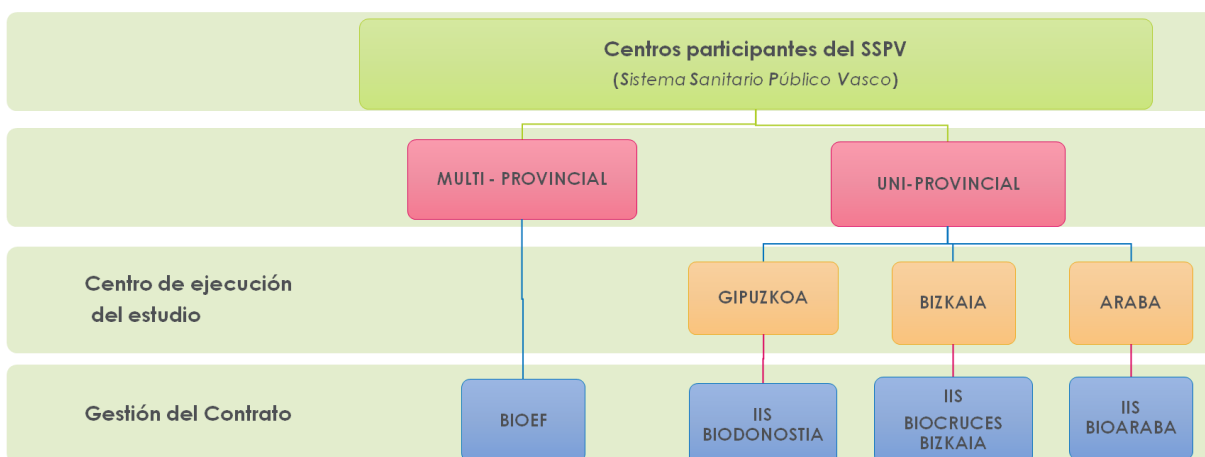 Centros participantes del SSPV
(Sistema Sanitario Público Vasco)
MULTI - PROVINCIAL
UNI-PROVINCIAL
Centro de ejecución
del estudio
GIPUZKOA
BIZKAIA
ARABA
Gestión del Contrato
BIOEF
IIS
BIODONOSTIA
IIS
BIOCRUCES
BIZKAIA
IIS
BIOARABA